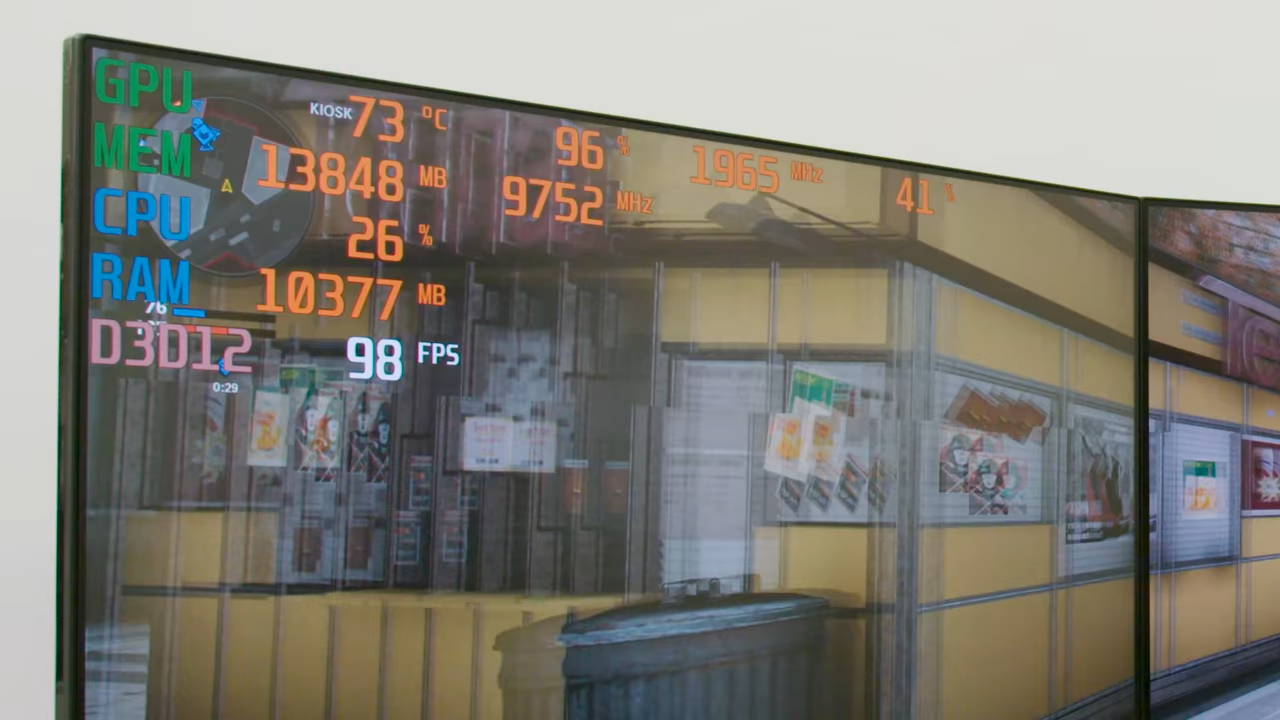 GPU 73 °C 96 % 1965 MHz 41 %
KIOSK
MEM 13848 MB 9752 MHz
CPU 26 %
RAM 10377 MB
76
D3D12 98 FPS
0:29